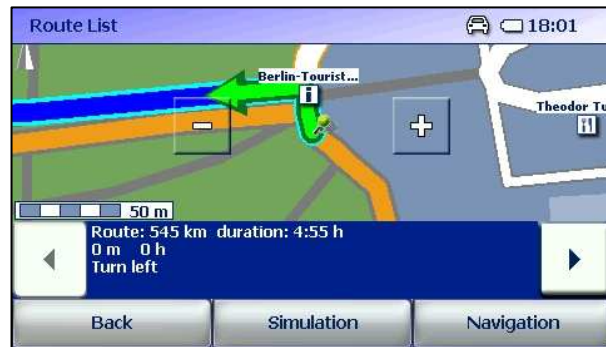 Route List
18:01
Berlin-Tourist...
Theodor Tu
50 m
Route: 545 km duration: 4:55 h
0 m 0 h
Turn left
Back
Simulation
Navigation